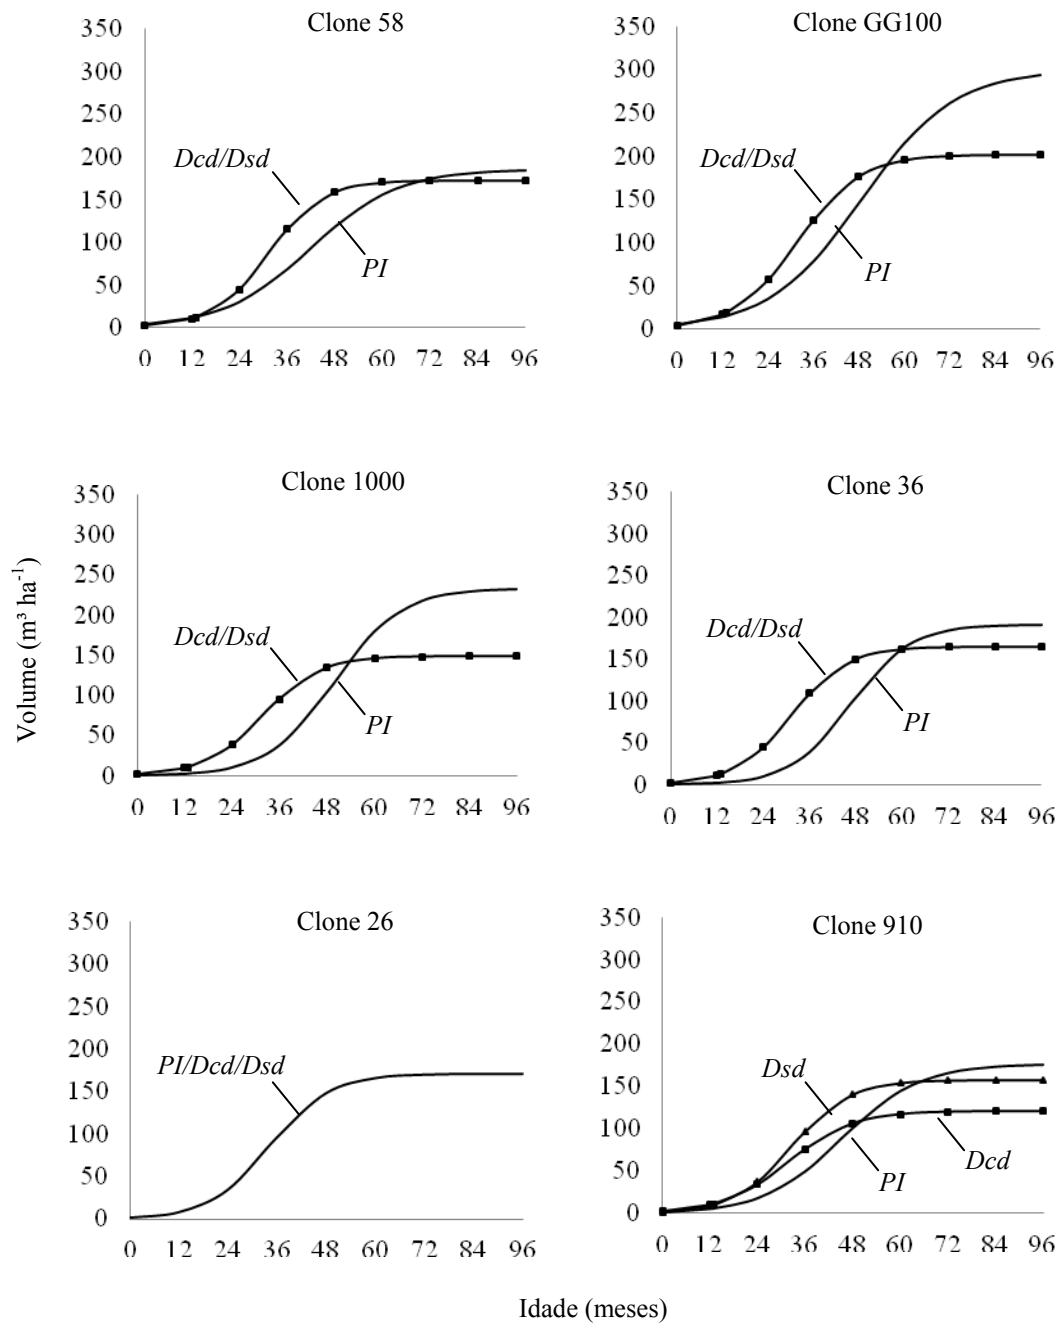 Clone 58
350
300
250
200
150
100
50
0
Dcd/Dsd
PI
0 12 24 36 48 60 72 84 96
Clone GG100
350
300
250
200
150
100
50
0
Dcd/Dsd
PI
0 12 24 36 48 60 72 84 96
Volume (m³ ha-1)
Clone 1000
350
300
250
200
150
100
50
0
Dcd/Dsd
PI
0 12 24 36 48 60 72 84 96
Clone 36
350
300
250
200
150
100
50
0
Dcd/Dsd
PI
0 12 24 36 48 60 72 84 96
Clone 26
350
300
250
200
150
100
50
0
PI/Dcd/Dsd
0 12 24 36 48 60 72 84 96
Clone 910
350
300
250
200
150
100
50
0
Dsd
Dcd
PI
0 12 24 36 48 60 72 84 96
Idade (meses)